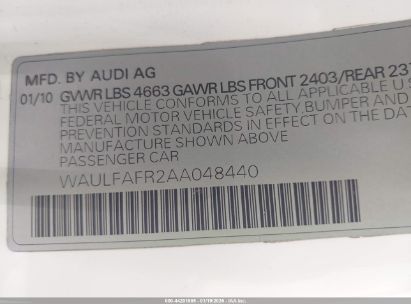 MFD. BY AUDI AG
01/10 GVWR LBS 4663 GAWR LBS FRONT 2403/REAR
THIS VEHICLE CONFORMS TO ALL APPLICABLE U.S
FEDERAL MOTOR VEHICLE SAFETY, BUMPER AND
PREVENTION STANDARDS IN EFFECT ON DATE
MANUFACTURE SHOWN ABOVE
PASSENGER CAR
WAULFAFR2AA048440